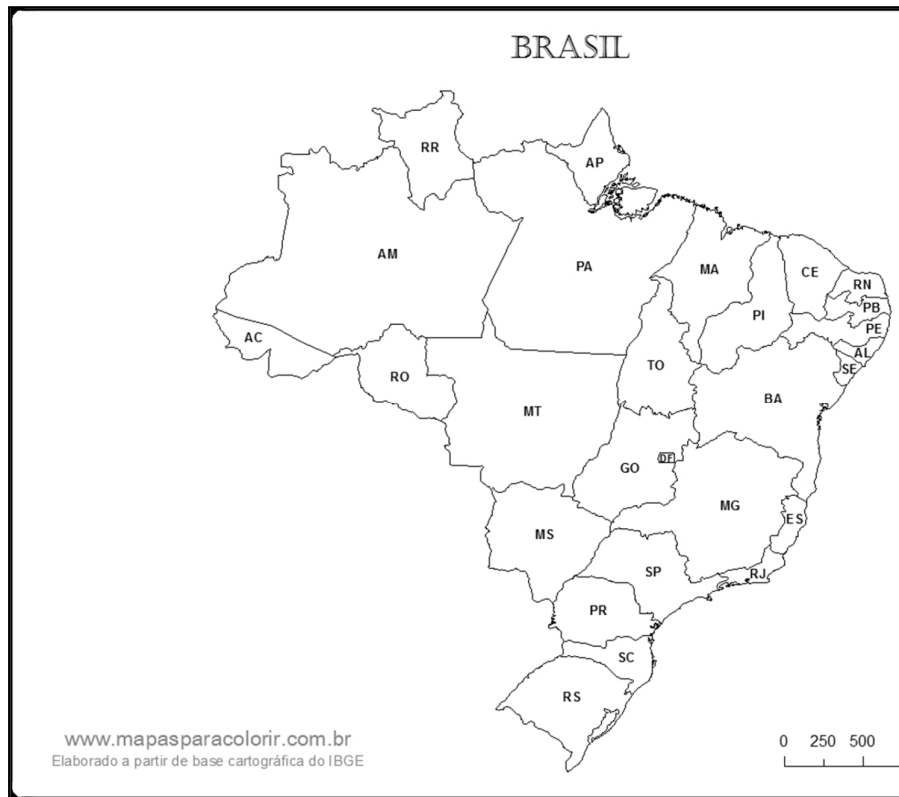 BRASIL
RR
AP
AM
PA
MA
CE
RN
PB
PI
PE
AC
AL
TO
SE
RO
BA
MT
DF
GO
MG
ES
MS
SP
RJ
PR
SC
RS
www.mapasparacolorir.com.br
Elaborado a partir de base cartográfica do IBGE
0 250 500